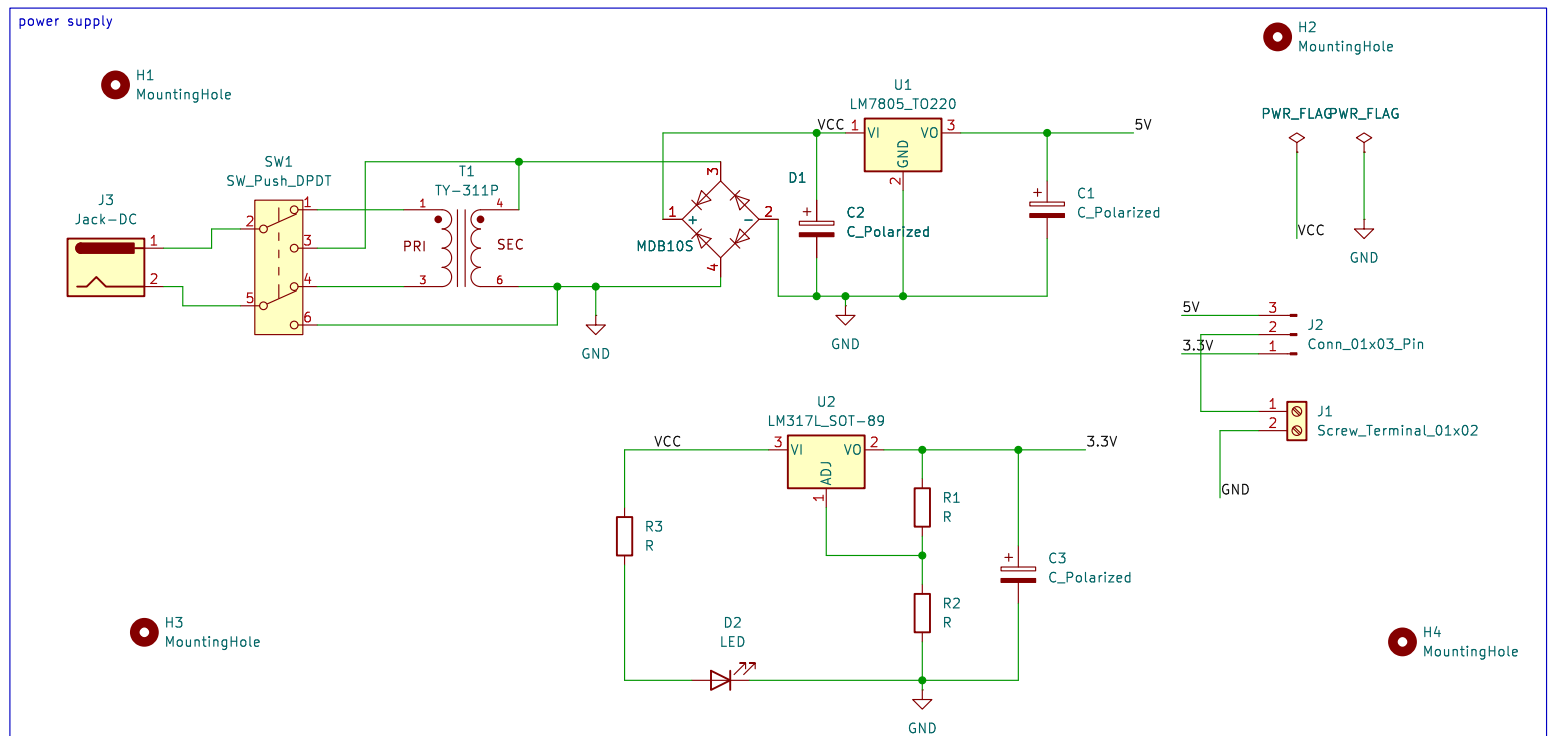 power supply
H1
MountingHole
H2
MountingHole
U1
LM7805_TO220
PWR_FLAG
PWR_FLAG
VCC
1
VI
VO
3
5V
GND
2
SW1
SW_Push_DPDT
T1
TY-311P
D1
3
1
+
−
2
4
MDB10S
+
C2
C_Polarized
+
C1
C_Polarized
J3
Jack-DC
1
2
2
1
3
4
5
6
1
4
PRI
SEC
3
6
GND
GND
VCC
GND
5V
3
2
3.3V
1
J2
Conn_01x03_Pin
1
2
J1
Screw_Terminal_01x02
GND
U2
LM317L_SOT-89
VCC
3
VI
VO
2
3.3V
ADJ
1
R1
R
R3
R
+
C3
C_Polarized
R2
R
D2
LED
GND
H3
MountingHole
H4
MountingHole